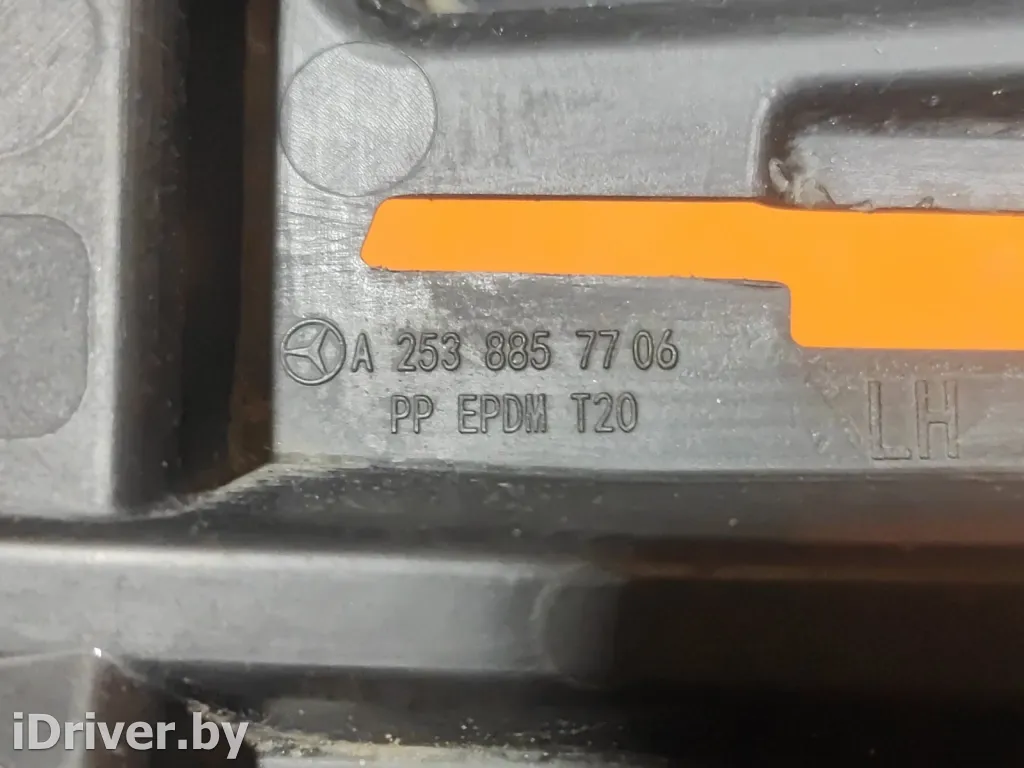 A 253 885 77 06
PP EPDM T20
LH
iDriver.by